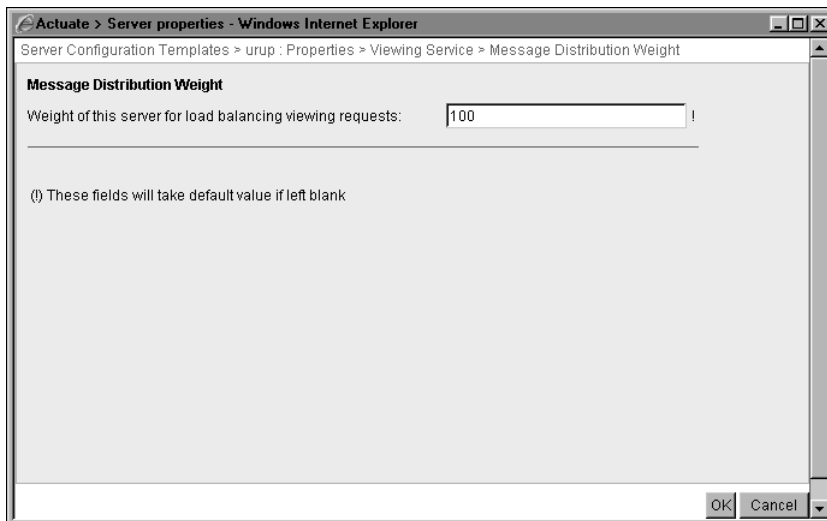 Actuate > Server properties - Windows Internet Explorer
Server Configuration Templates > urup : Properties > Viewing Service > Message Distribution Weight
Message Distribution Weight
Weight of this server for load balancing viewing requests: 100 !
(!) These fields will take default value if left blank
OK Cancel